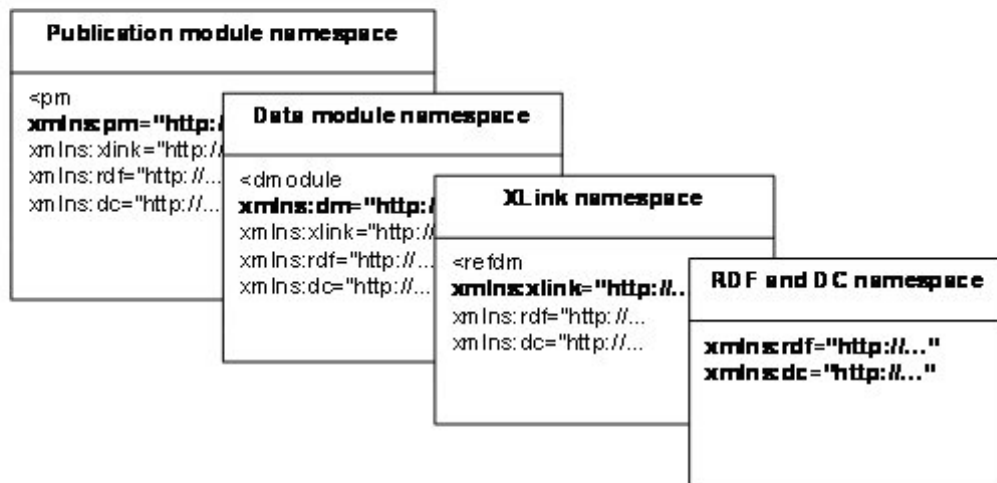 Publication module namespace
<pm
xmlns:pm="http:/
xmlns:xlink="http://
xmlns:rdf="http://...
xmlns:dc="http://...
Data module namespace
<dmodule
xmlns:dm="http:/
xmlns:xlink="http://
xmlns:rdf="http://...
xmlns:dc="http://...
XLink namespace
<refdm
xmlns:xlink="http://...
xmlns:rdf="http://...
xmlns:dc="http://...
RDF and DC namespace
xmlns:rdf="http://..."
xmlns:dc="http://..."